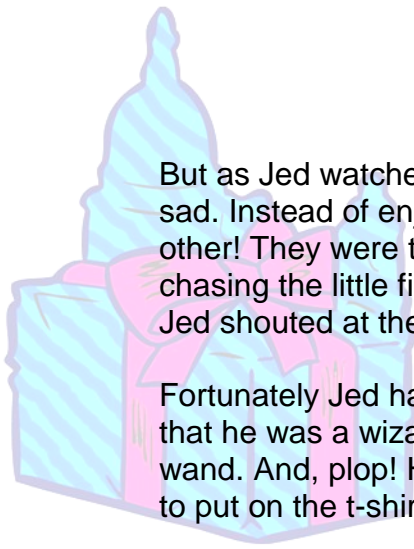 But as Jed watche
sad. Instead of en
other! They were t
chasing the little fi
Jed shouted at the
Fortunately Jed ha
that he was a wiza
wand. And, plop! H
to put on the t-shir